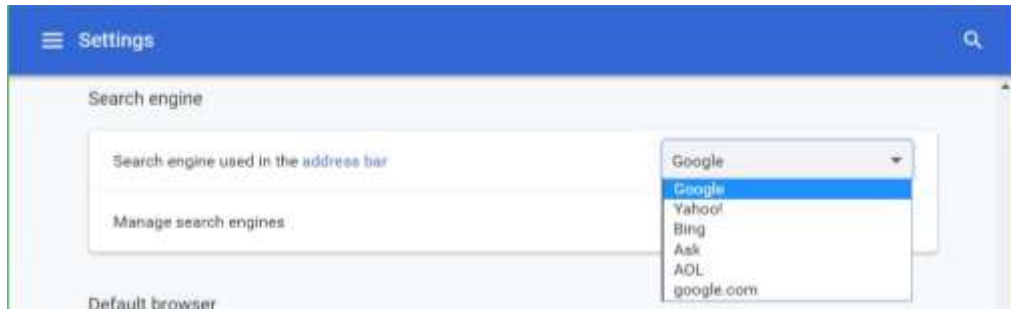 Settings
Search engine
Search engine used in the address bar
Google
Google
Yahoo!
Bing
Manage search engines
Ask
AOL
google.com
Default browser